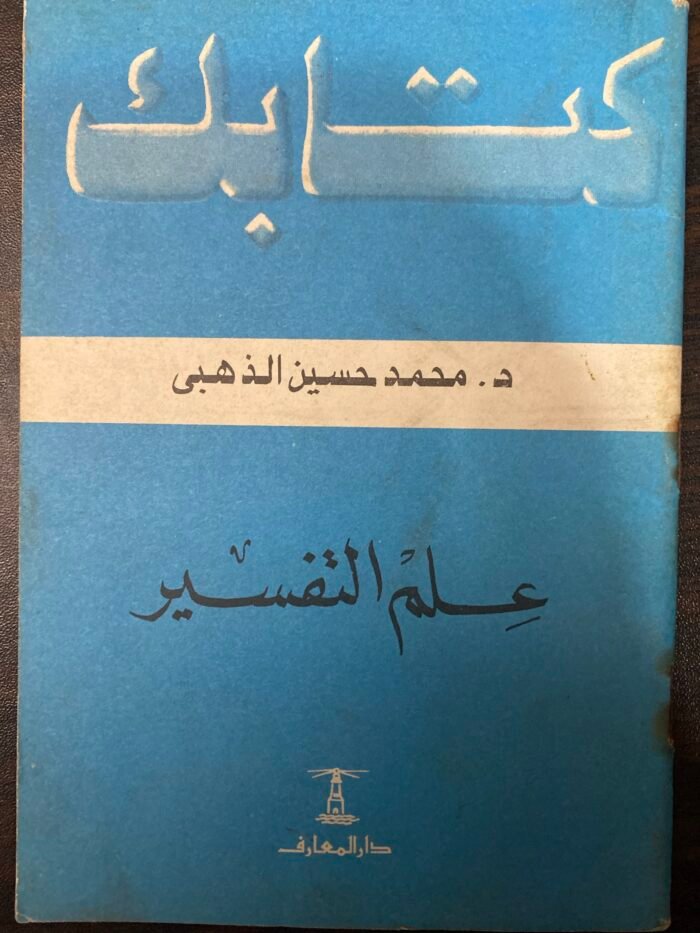 كتابك
د. محمد حسين الذهبى
علم التفسير
دار المعارف